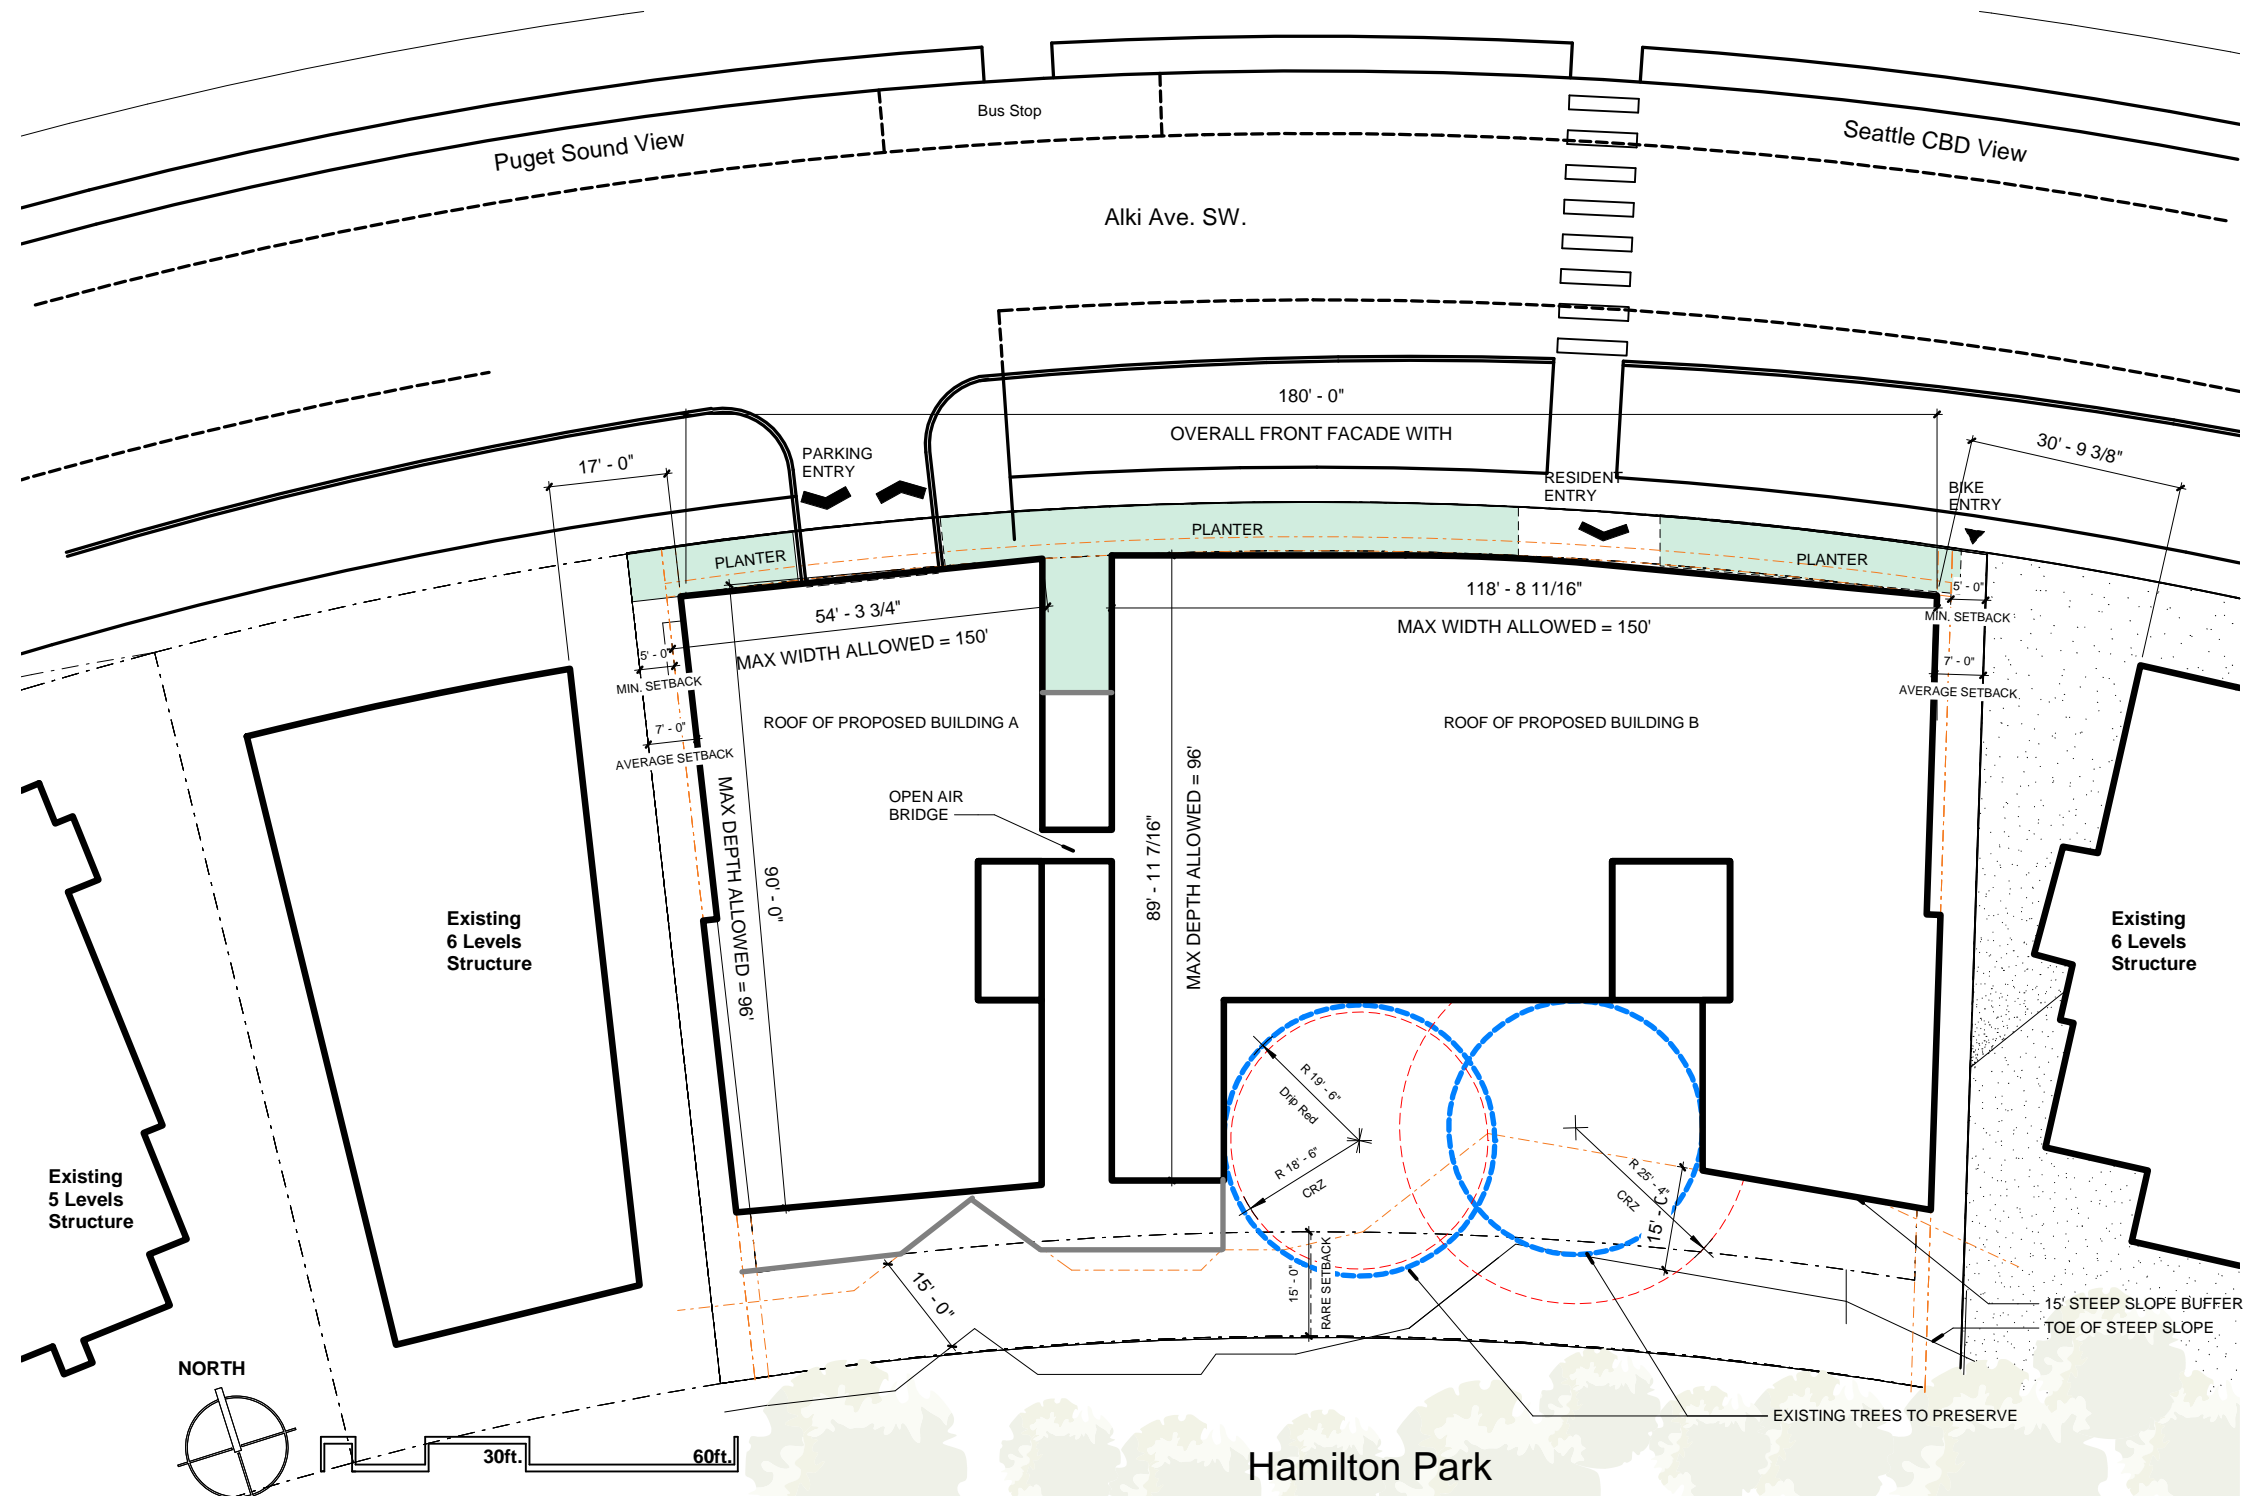 Bus Stop
Puget Sound View
Seattle CBD View
Alki Ave. SW.
180' - 0"
OVERALL FRONT FACADE WITH
30' - 9 3/8"
17' - 0"
PARKING
ENTRY
RESIDENT
ENTRY
BIKE
ENTRY
PLANTER
PLANTER
PLANTER
54' - 3 3/4"
MAX WIDTH ALLOWED = 150'
118' - 8 11/16"
MAX WIDTH ALLOWED = 150'
5' - 0"
MIN. SETBACK
7' - 0"
AVERAGE SETBACK
5' - 0"
MIN. SETBACK
7' - 0"
AVERAGE SETBACK
ROOF OF PROPOSED BUILDING A
ROOF OF PROPOSED BUILDING B
OPEN AIR
BRIDGE
90' - 0"
MAX DEPTH ALLOWED = 96'
89' - 11 7/16"
MAX DEPTH ALLOWED = 96'
Existing
6 Levels
Structure
Existing
6 Levels
Structure
Existing
5 Levels
Structure
R 19' - 6"
Drip Red
R 18' - 6"
CRZ
R 25' - 4"
CRZ
15' - 0"
15' - 0"
RARE SETBACK
15' - 0"
15' STEEP SLOPE BUFFER
TOE OF STEEP SLOPE
EXISTING TREES TO PRESERVE
NORTH
30ft.
60ft.
Hamilton Park